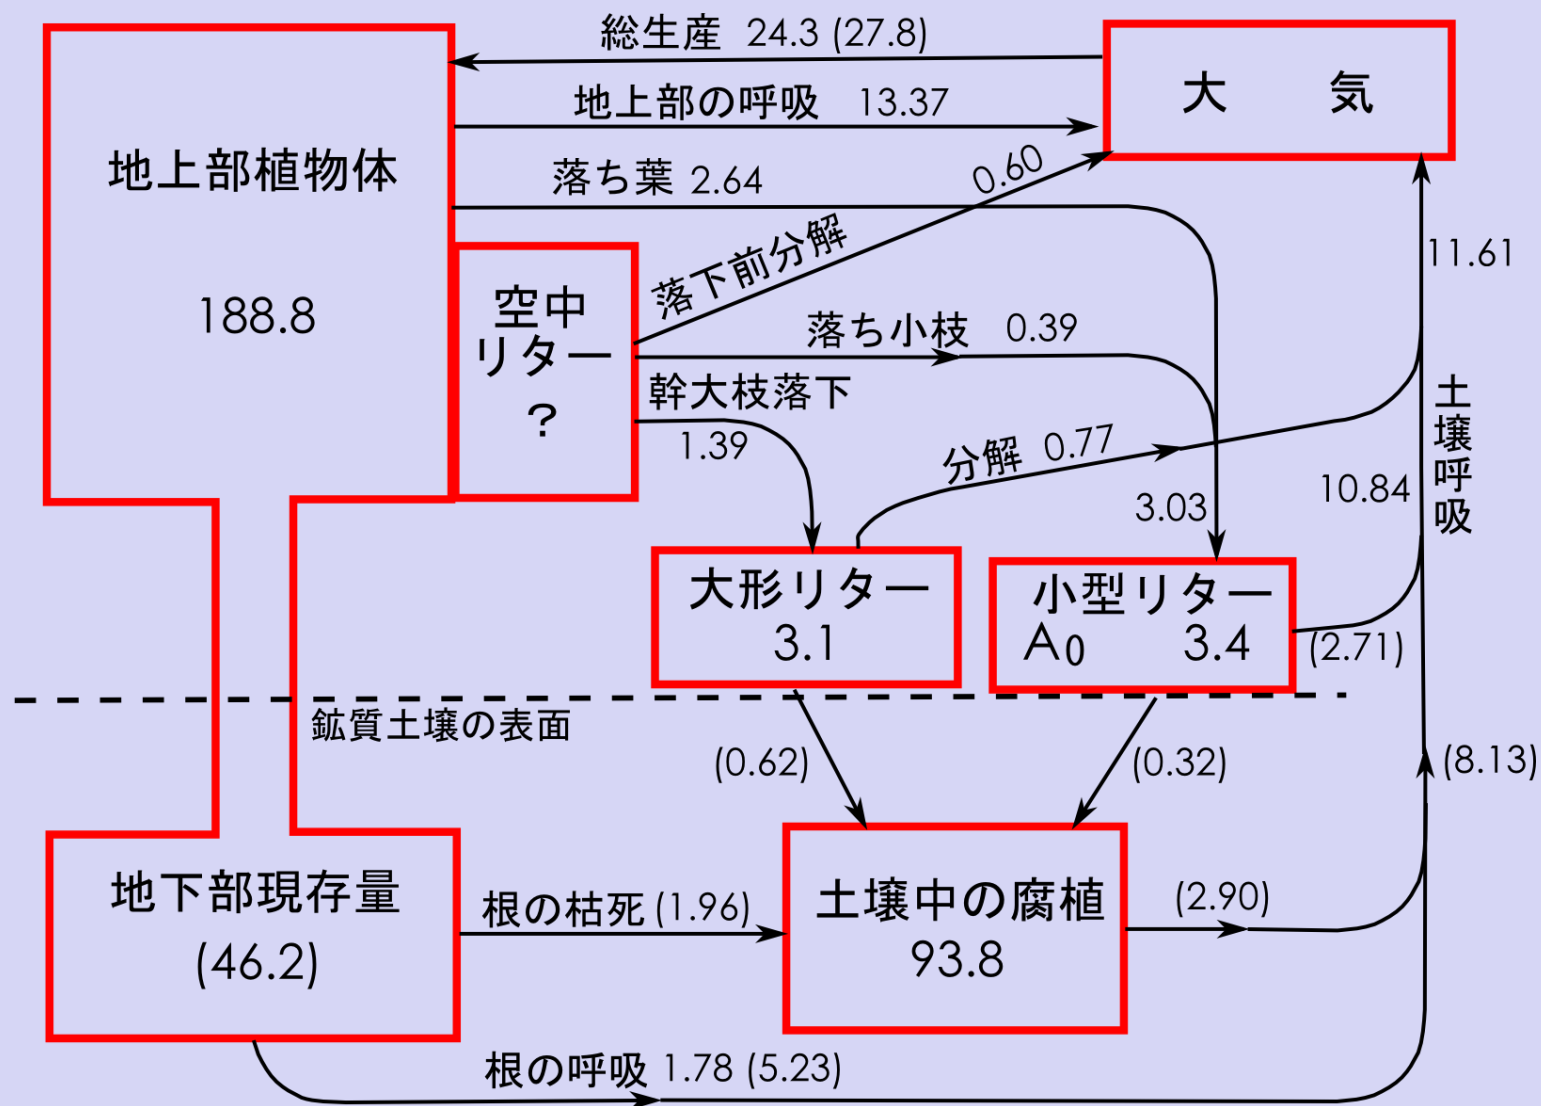 総生産 24.3 (27.8)
大 気
地上部の呼吸 13.37
地上部植物体
188.8
落ち葉 2.64
落下前分解 0.60
11.61
空中
リター
?
落ち小枝 0.39
幹大枝落下
1.39
分解 0.77
土壌呼吸
10.84
3.03
大形リター
3.1
小型リター
A0 3.4
(2.71)
鉱質土壌の表面
(0.62)
(0.32)
(8.13)
地下部現存量
(46.2)
根の枯死 (1.96)
土壌中の腐植
93.8
(2.90)
根の呼吸 1.78 (5.23)